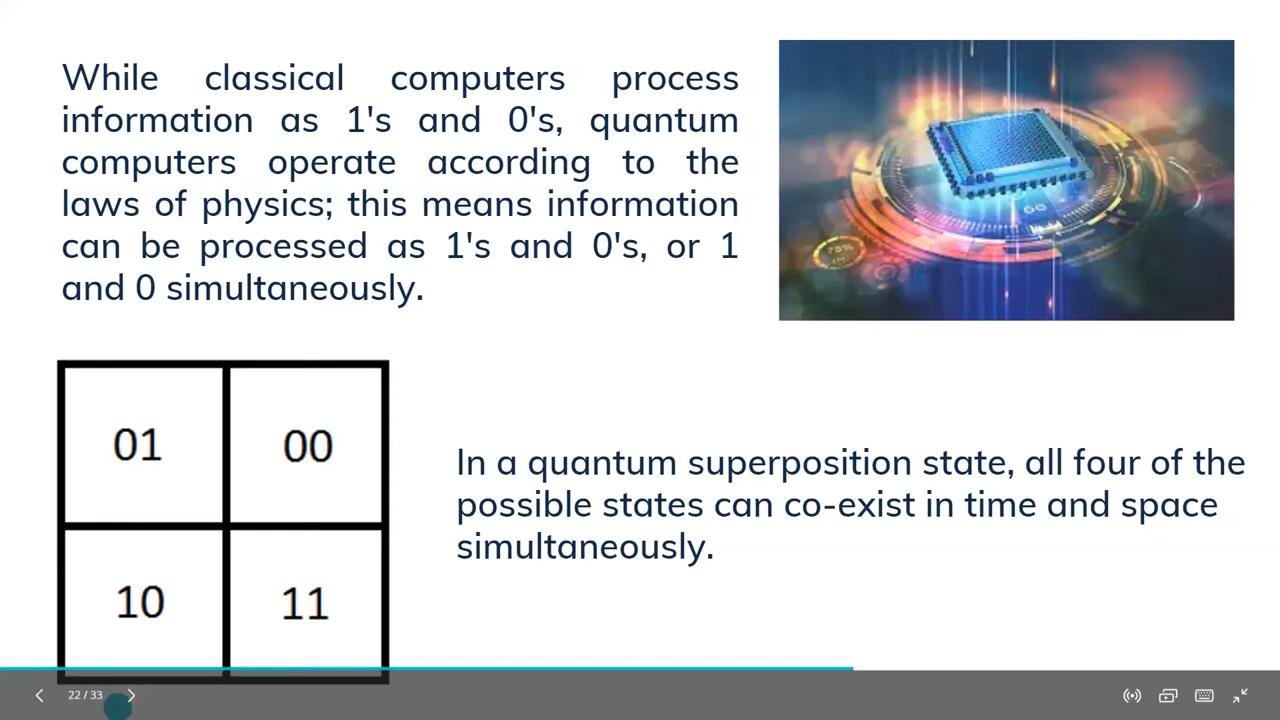 While classical computers process
information as 1's and 0's, quantum
computers operate according to the
laws of physics; this means information
can be processed as 1's and 0's, or 1
and 0 simultaneously.
75%
01 00
10 11
In a quantum superposition state, all four of the
possible states can co-exist in time and space
simultaneously.
22 / 33